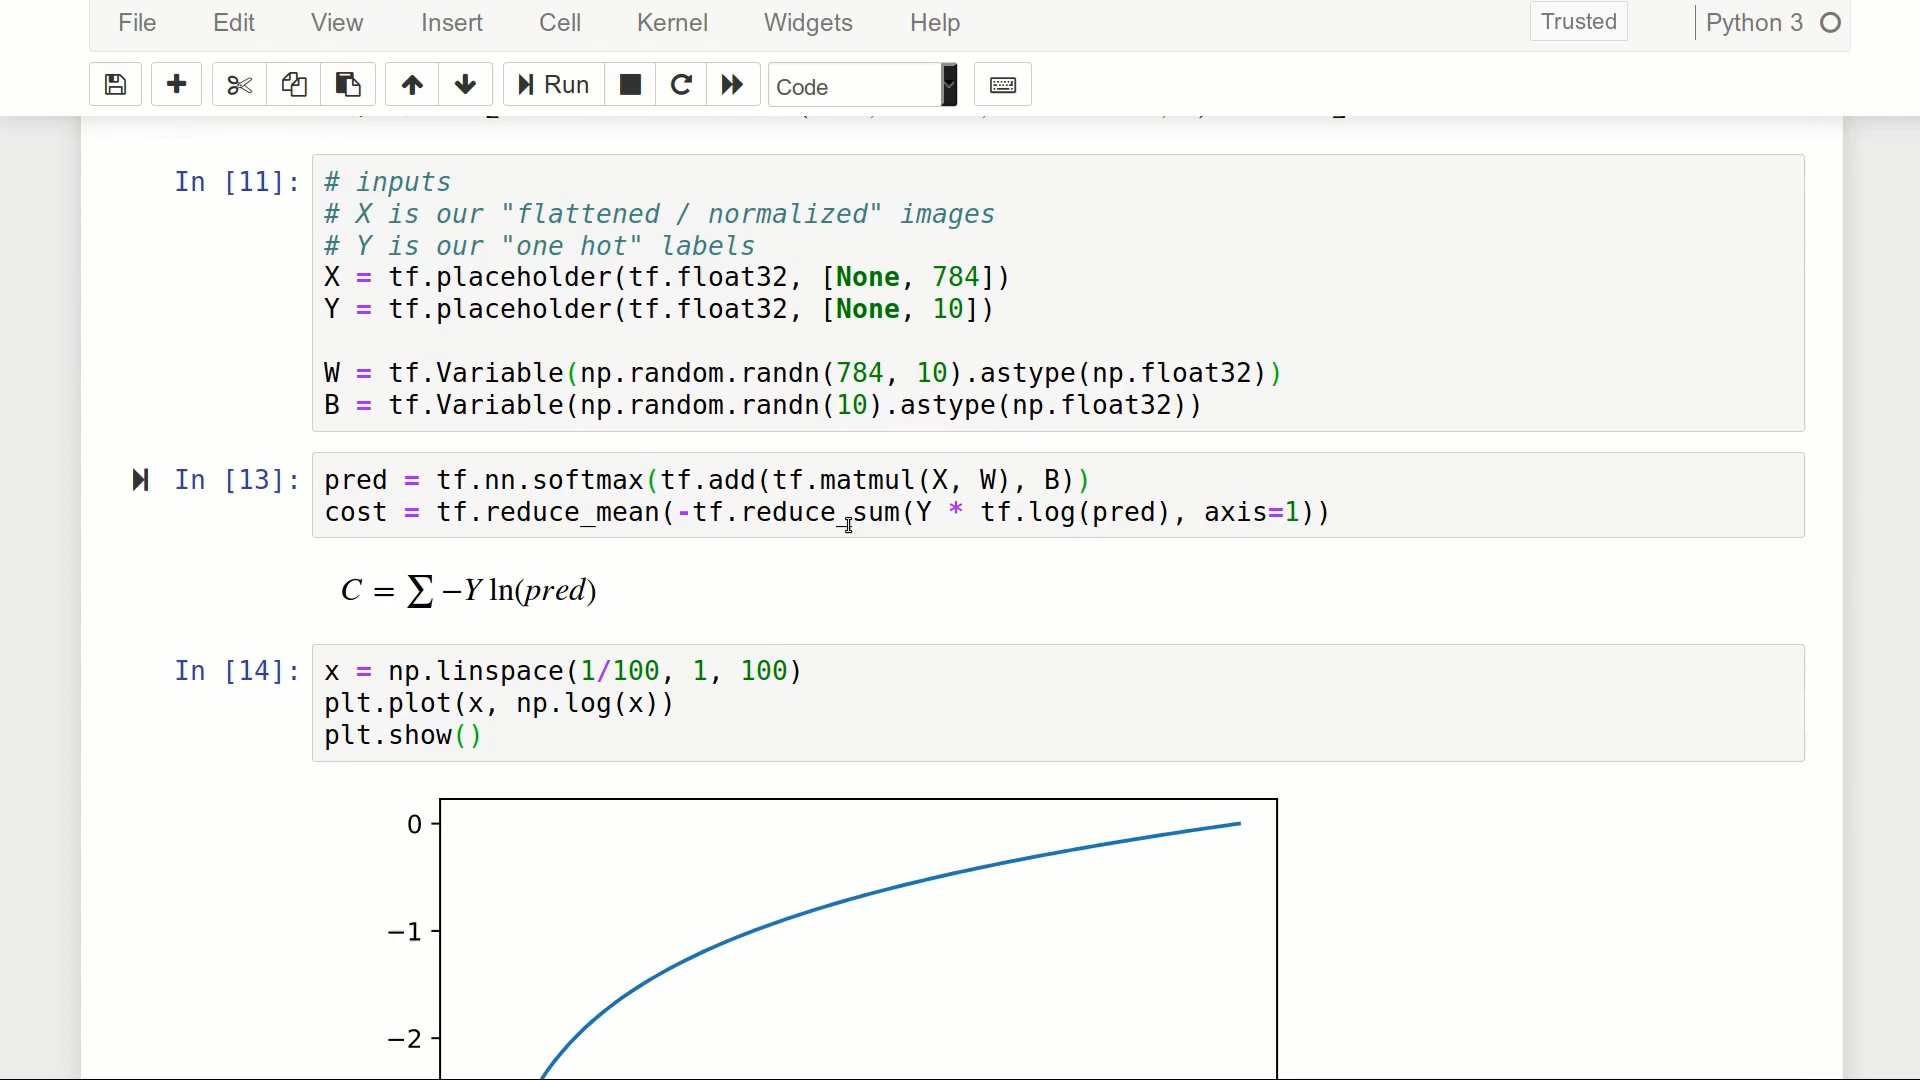 File Edit View Insert Cell Kernel Widgets Help Trusted Python 3
Run Code
In [11]:
# inputs
# X is our "flattened / normalized" images
# Y is our "one hot" labels
X = tf.placeholder(tf.float32, [None, 784])
Y = tf.placeholder(tf.float32, [None, 10])
W = tf.Variable(np.random.randn(784, 10).astype(np.float32))
B = tf.Variable(np.random.randn(10).astype(np.float32))
In [13]:
pred = tf.nn.softmax(tf.add(tf.matmul(X, W), B))
cost = tf.reduce_mean(-tf.reduce_sum(Y * tf.log(pred), axis=1))
C = ∑ −Y ln(pred)
In [14]:
x = np.linspace(1/100, 1, 100)
plt.plot(x, np.log(x))
plt.show()
0
−1
−2